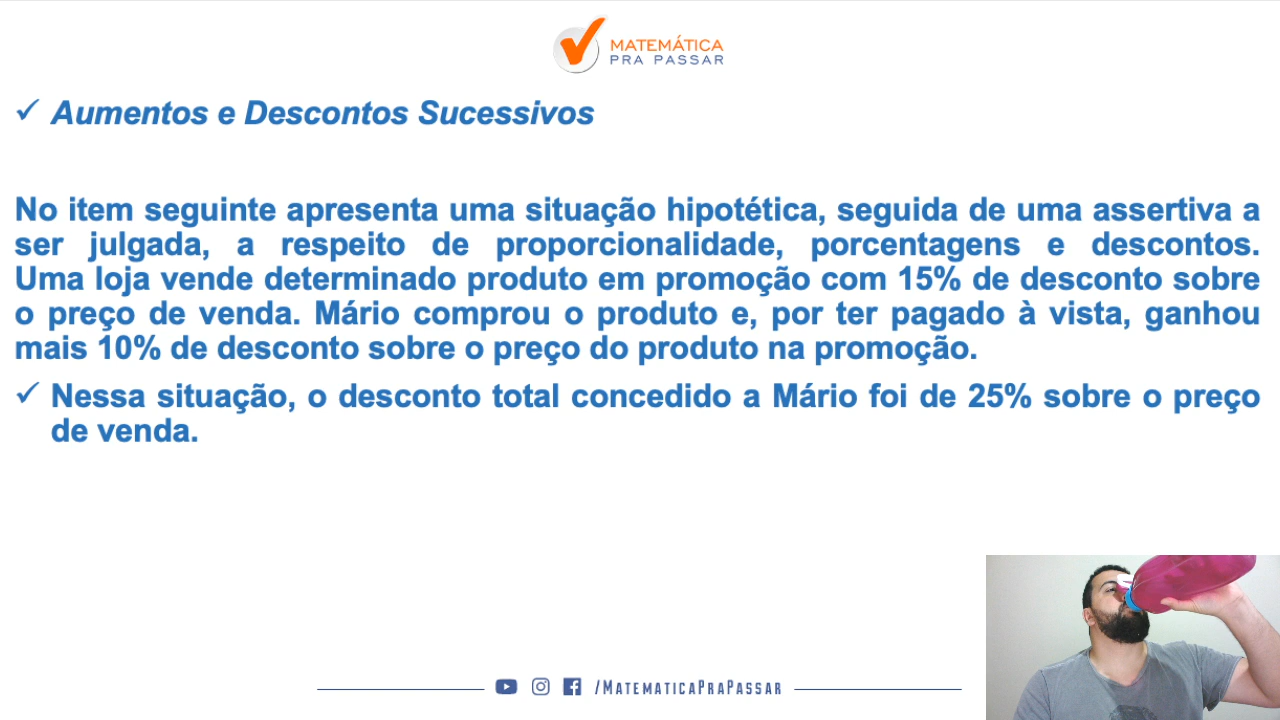 MATEMÁTICA
PRA PASSAR
✓ Aumentos e Descontos Sucessivos
No item seguinte apresenta uma situação hipotética, seguida de uma assertiva a
ser julgada, a respeito de proporcionalidade, porcentagens e descontos.
Uma loja vende determinado produto em promoção com 15% de desconto sobre
o preço de venda. Mário comprou o produto e, por ter pagado à vista, ganhou
mais 10% de desconto sobre o preço do produto na promoção.
✓ Nessa situação, o desconto total concedido a Mário foi de 25% sobre o preço
de venda.
/MATEMATICAPRAPASSAR